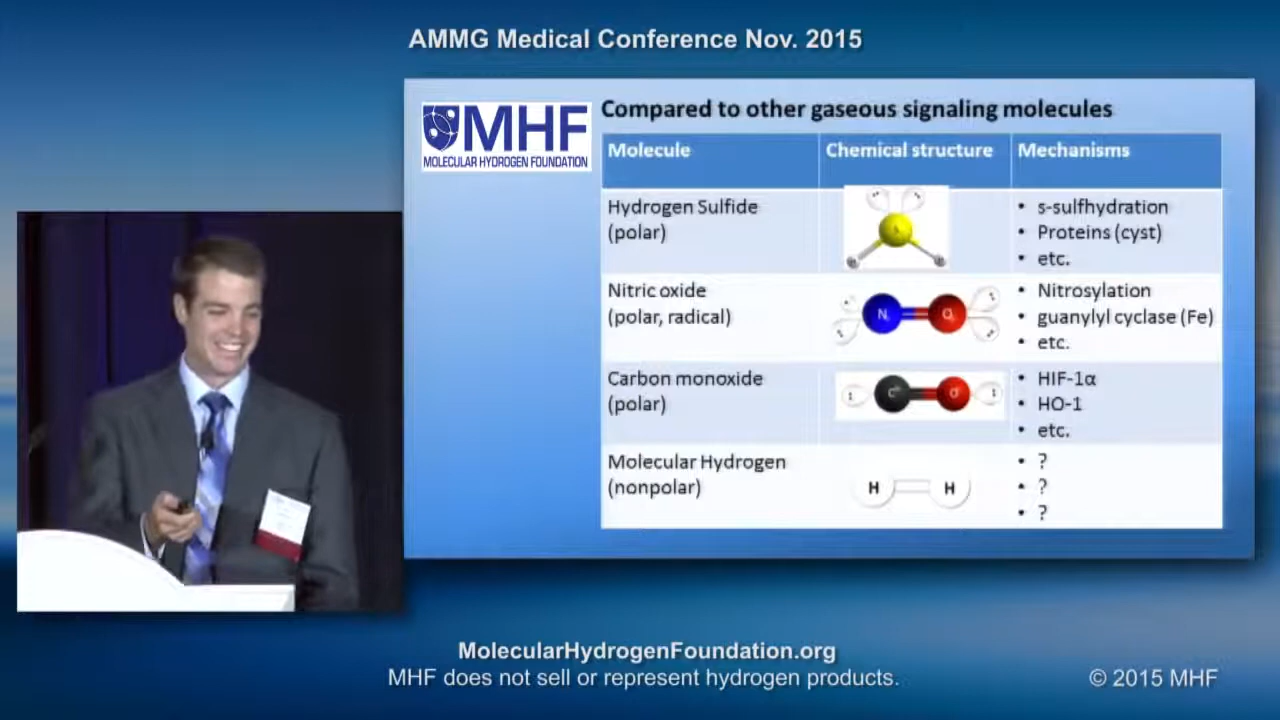 AMMG Medical Conference Nov. 2015
MHF
MOLECULAR HYDROGEN FOUNDATION
Compared to other gaseous signaling molecules
Molecule Chemical structure Mechanisms
Hydrogen Sulfide
(polar)
• s-sulfhydration
• Proteins (cyst)
• etc.
Nitric oxide
(polar, radical)
N O
• Nitrosylation
• guanylyl cyclase (Fe)
• etc.
Carbon monoxide
(polar)
C O
• HIF-1α
• HO-1
• etc.
Molecular Hydrogen
(nonpolar)
H H
• ?
• ?
• ?
MolecularHydrogenFoundation.org
MHF does not sell or represent hydrogen products.
© 2015 MHF